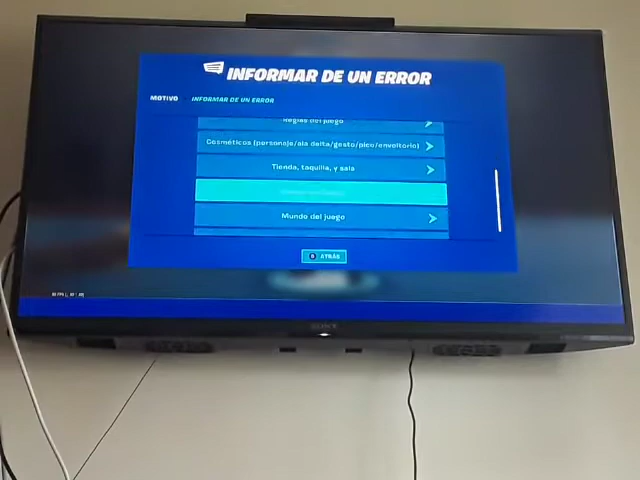 INFORMAR DE UN ERROR
MOTIVO INFORMAR DE UN ERROR
Reglas del juego
Cosméticos (personaje/ala delta/gesto/pico/envoltorio)
Tienda, taquilla, y sala
Mundo del juego
B ATRÁS
SONY